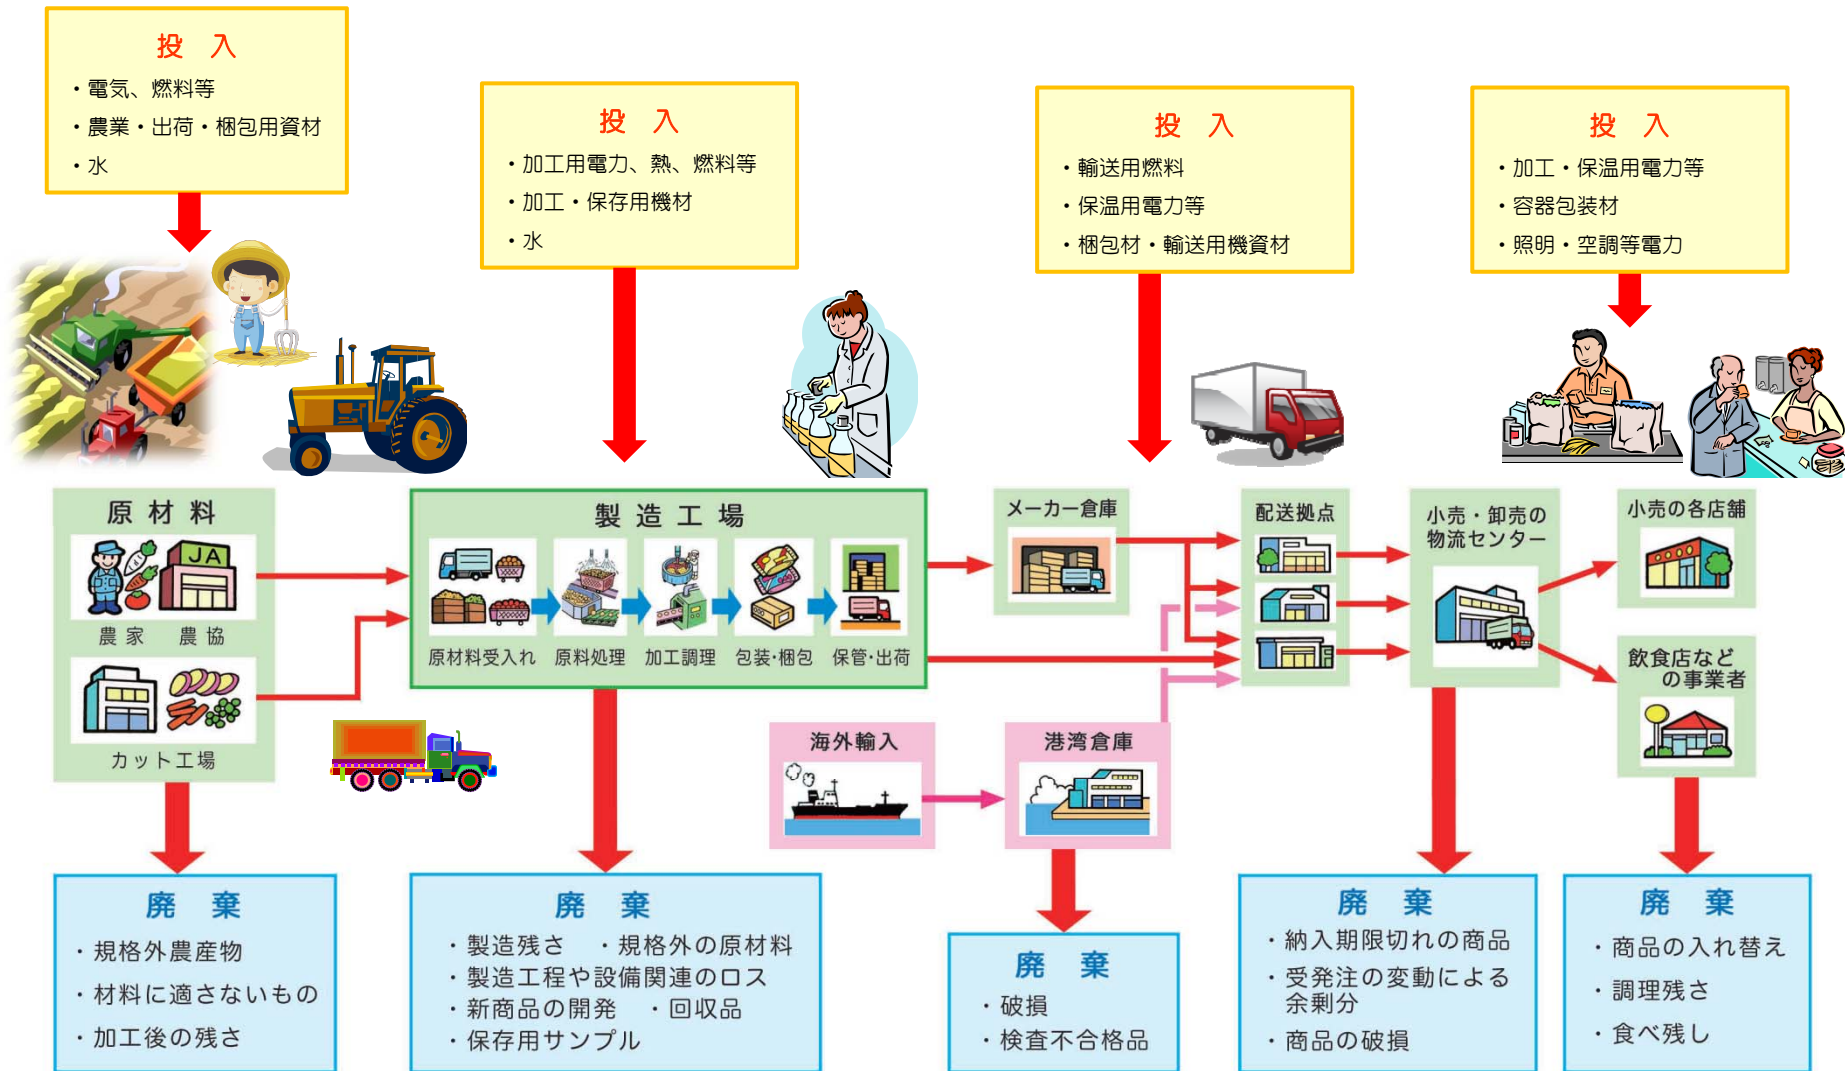 投 入
・電気、燃料等
・農業・出荷・梱包用資材
・水
投 入
・加工用電力、熱、燃料等
・加工・保存用機材
・水
投 入
・輸送用燃料
・保温用電力等
・梱包材・輸送用機資材
投 入
・加工・保温用電力等
・容器包装材
・照明・空調等電力
原材料
JA
農家 農協
カット工場
製造工場
原材料受入れ 原料処理 加工調理 包装・梱包 保管・出荷
メーカー倉庫
配送拠点
小売・卸売の
物流センター
小売の各店舗
飲食店など
の事業者
海外輸入
港湾倉庫
廃 棄
・規格外農産物
・材料に適さないもの
・加工後の残さ
廃 棄
・製造残さ ・規格外の原材料
・製造工程や設備関連のロス
・新商品の開発 ・回収品
・保存用サンプル
廃 棄
・破損
・検査不合格品
廃 棄
・納入期限切れの商品
・受発注の変動による
余剰分
・商品の破損
廃 棄
・商品の入れ替え
・調理残さ
・食べ残し